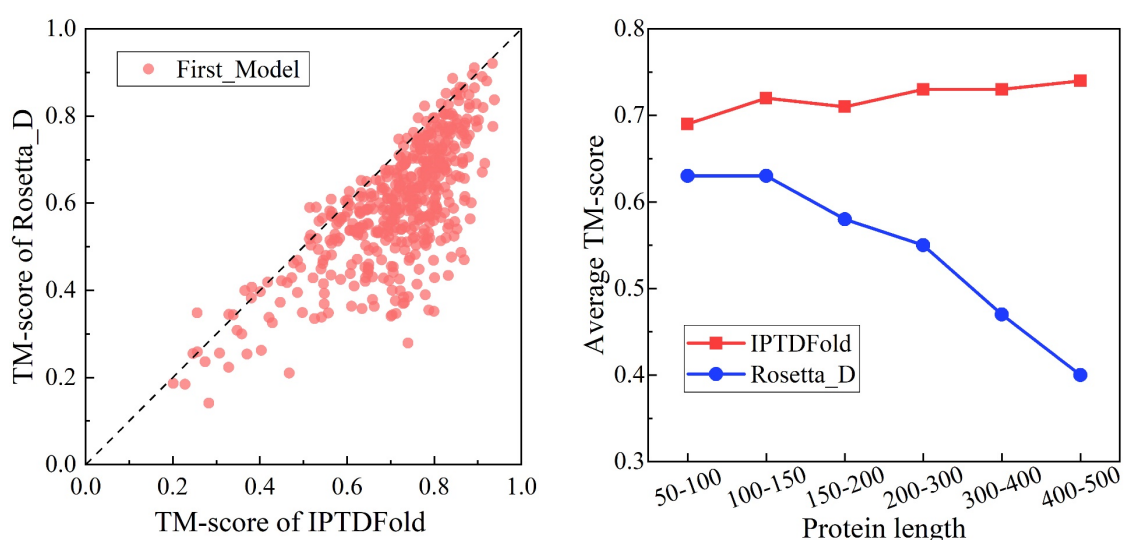 1.0
0.8
0.6
0.4
0.2
0.0
TM-score of Rosetta_D
First_Model
0.0 0.2 0.4 0.6 0.8 1.0
TM-score of IPTDFold
0.8
0.7
0.6
0.5
0.4
0.3
Average TM-score
IPTDFold
Rosetta_D
50-100 100-150 150-200 200-300 300-400 400-500
Protein length